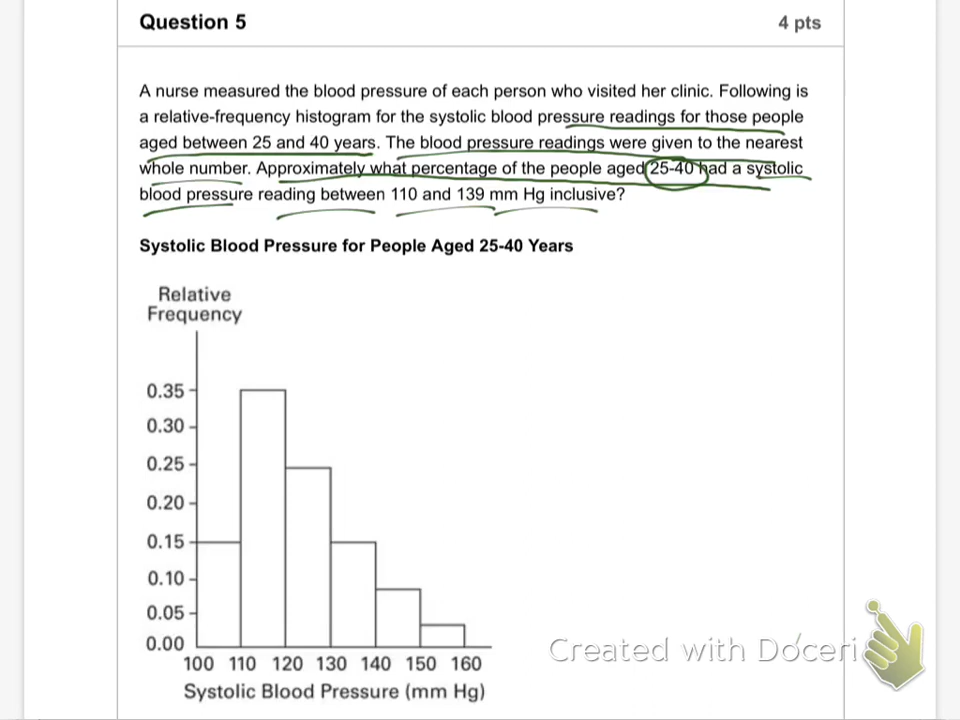 Question 5
4 pts
A nurse measured the blood pressure of each person who visited her clinic. Following is
a relative-frequency histogram for the systolic blood pressure readings for those people
aged between 25 and 40 years. The blood pressure readings were given to the nearest
whole number. Approximately what percentage of the people aged 25-40 had a systolic
blood pressure reading between 110 and 139 mm Hg inclusive?
Systolic Blood Pressure for People Aged 25-40 Years
Relative
Frequency
0.35
0.30
0.25
0.20
0.15
0.10
0.05
0.00
100 110 120 130 140 150 160
Systolic Blood Pressure (mm Hg)
Created with Doceri